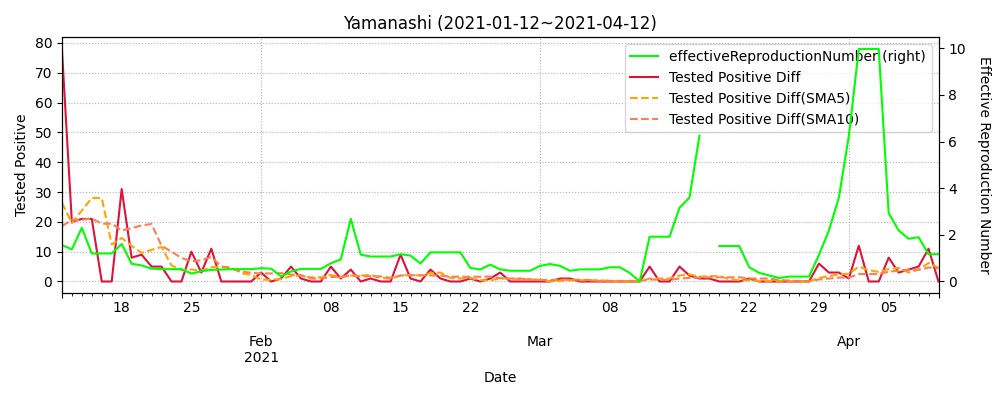 Yamanashi (2021-01-12~2021-04-12)
effectiveReproductionNumber (right)
Tested Positive Diff
Tested Positive Diff(SMA5)
Tested Positive Diff(SMA10)
Tested Positive
80
70
60
50
40
30
20
10
0
Effective Reproduction Number
10
8
6
4
2
0
18 25 08 15 22 08 15 22 29 05
Feb Mar Apr
2021
Date